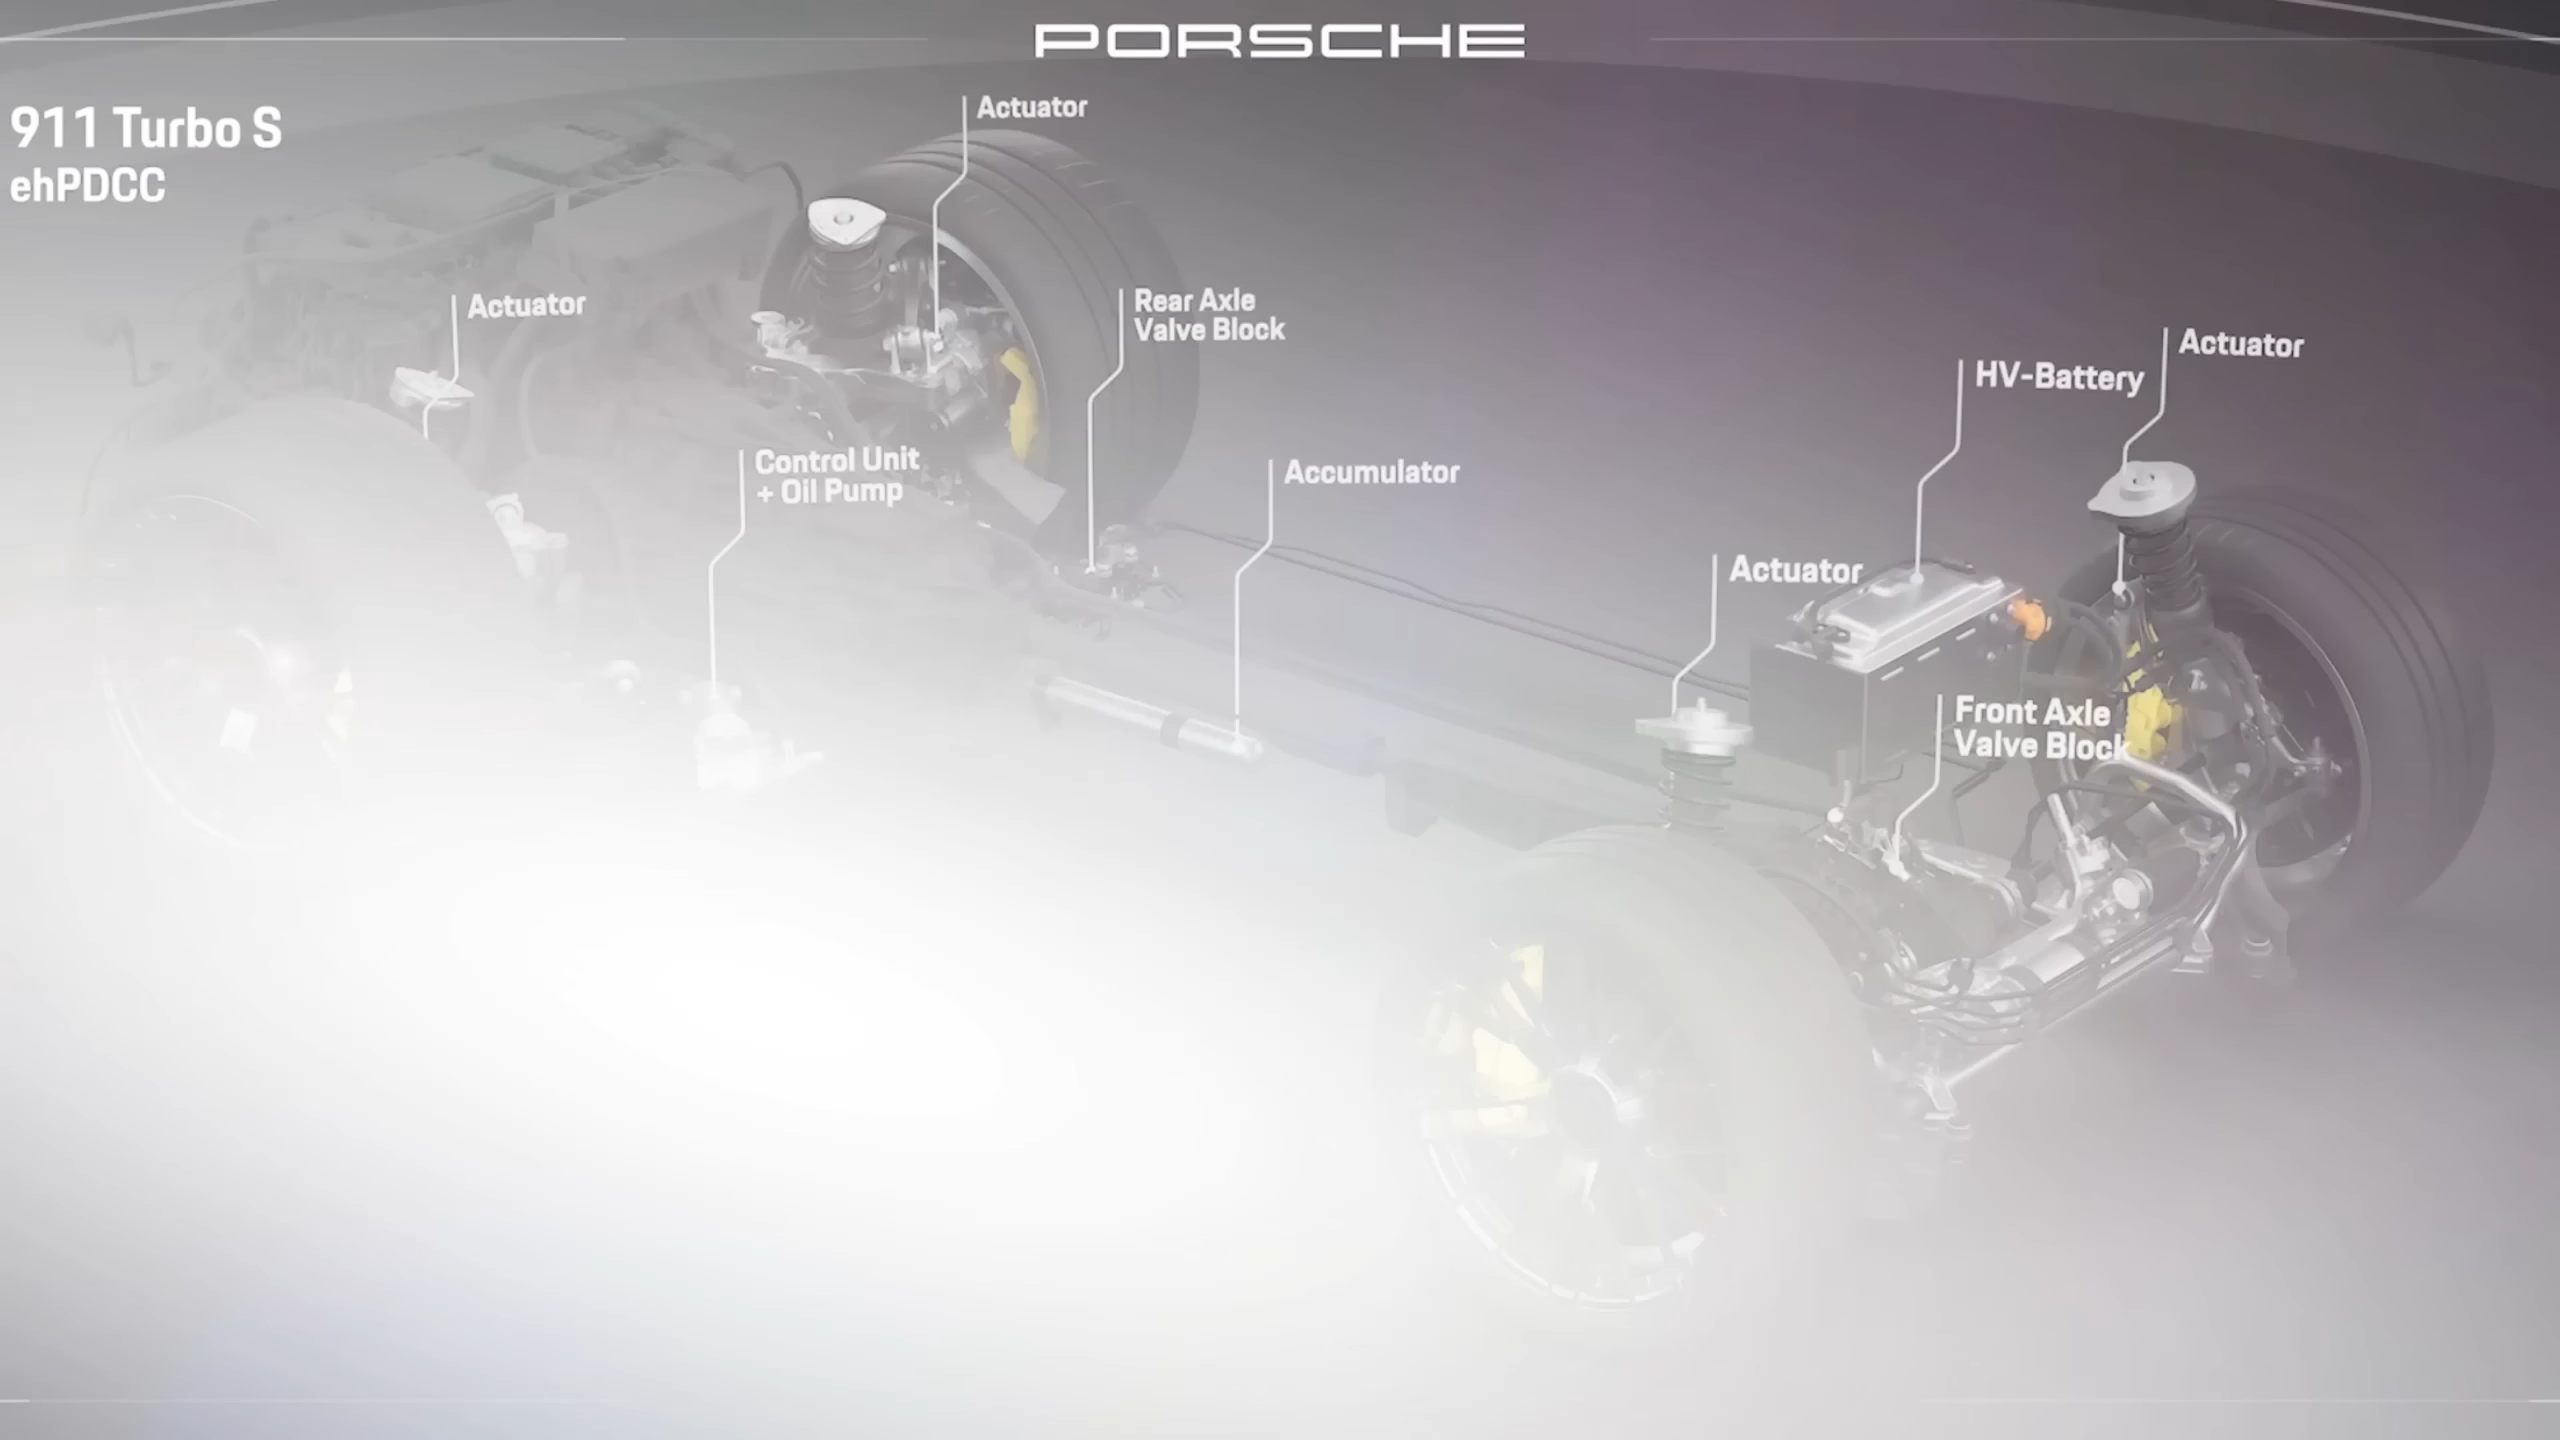 PORSCHE
911 Turbo S
ehPDCC
Actuator
Actuator
Rear Axle
Valve Block
Control Unit
+ Oil Pump
Accumulator
Actuator
HV-Battery
Actuator
Front Axle
Valve Block